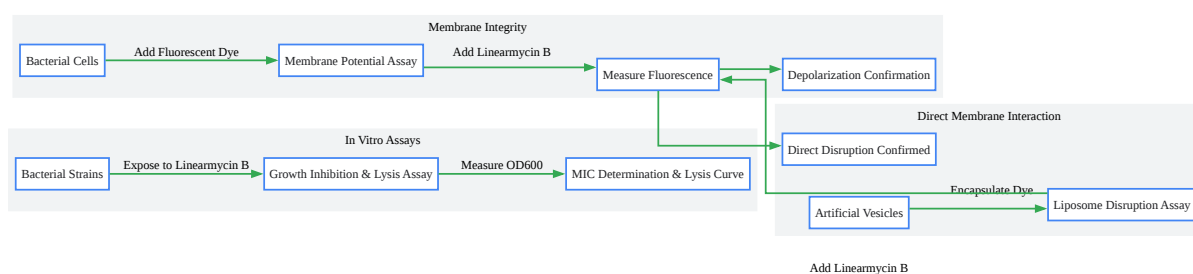 Membrane Integrity
Bacterial Cells
Add Fluorescent Dye
Membrane Potential Assay
Add Linearmycin B
Measure Fluorescence
Depolarization Confirmation
Direct Membrane Interaction
Direct Disruption Confirmed
In Vitro Assays
Bacterial Strains
Expose to Linearmycin B
Growth Inhibition & Lysis Assay
Measure OD600
MIC Determination & Lysis Curve
Artificial Vesicles
Encapsulate Dye
Liposome Disruption Assay
Add Linearmycin B